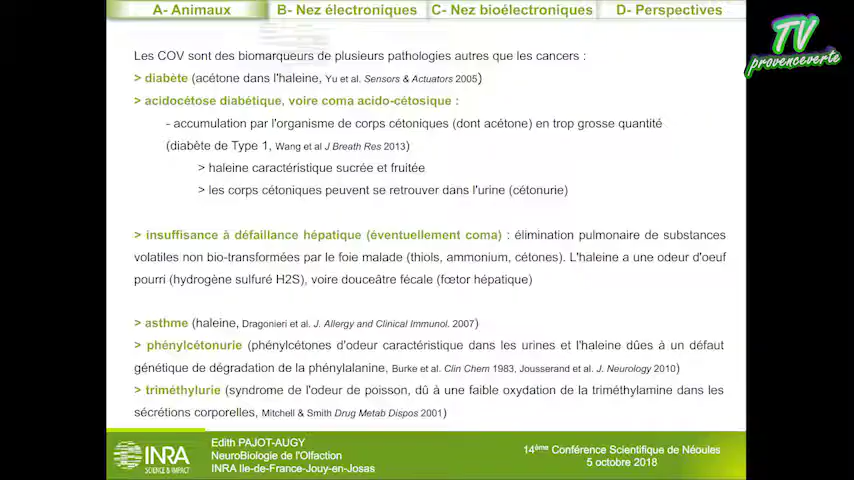 A- Animaux
B- Nez électroniques
C- Nez bioélectroniques
D- Perspectives
TV
provenceverte
Les COV sont des biomarqueurs de plusieurs pathologies autres que les cancers :
> diabète (acétone dans l'haleine, Yu et al. Sensors & Actuators 2005)
> acidocétose diabétique, voire coma acido-cétosique :
- accumulation par l'organisme de corps cétoniques (dont acétone) en trop grosse quantité
(diabète de Type 1, Wang et al J Breath Res 2013)
> haleine caractéristique sucrée et fruitée
> les corps cétoniques peuvent se retrouver dans l'urine (cétonurie)
> insuffisance à défaillance hépatique (éventuellement coma) : élimination pulmonaire de substances
volatiles non bio-transformées par le foie malade (thiols, ammonium, cétones). L'haleine a une odeur d'oeuf
pourri (hydrogène sulfuré H2S), voire douceâtre fécale (fœtor hépatique)
> asthme (haleine, Dragonieri et al. J. Allergy and Clinical Immunol. 2007)
> phénylcétonurie (phénylcétones d'odeur caractéristique dans les urines et l'haleine dûes à un défaut
génétique de dégradation de la phénylalanine, Burke et al. Clin Chem 1983, Jousserand et al. J. Neurology 2010)
> triméthylurie (syndrome de l'odeur de poisson, dû à une faible oxydation de la triméthylamine dans les
sécrétions corporelles, Mitchell & Smith Drug Metab Dispos 2001)
INRA
SCIENCE & IMPACT
Edith PAJOT-AUGY
NeuroBiologie de l'Olfaction
INRA Ile-de-France-Jouy-en-Josas
14ème Conférence Scientifique de Néoules
5 octobre 2018